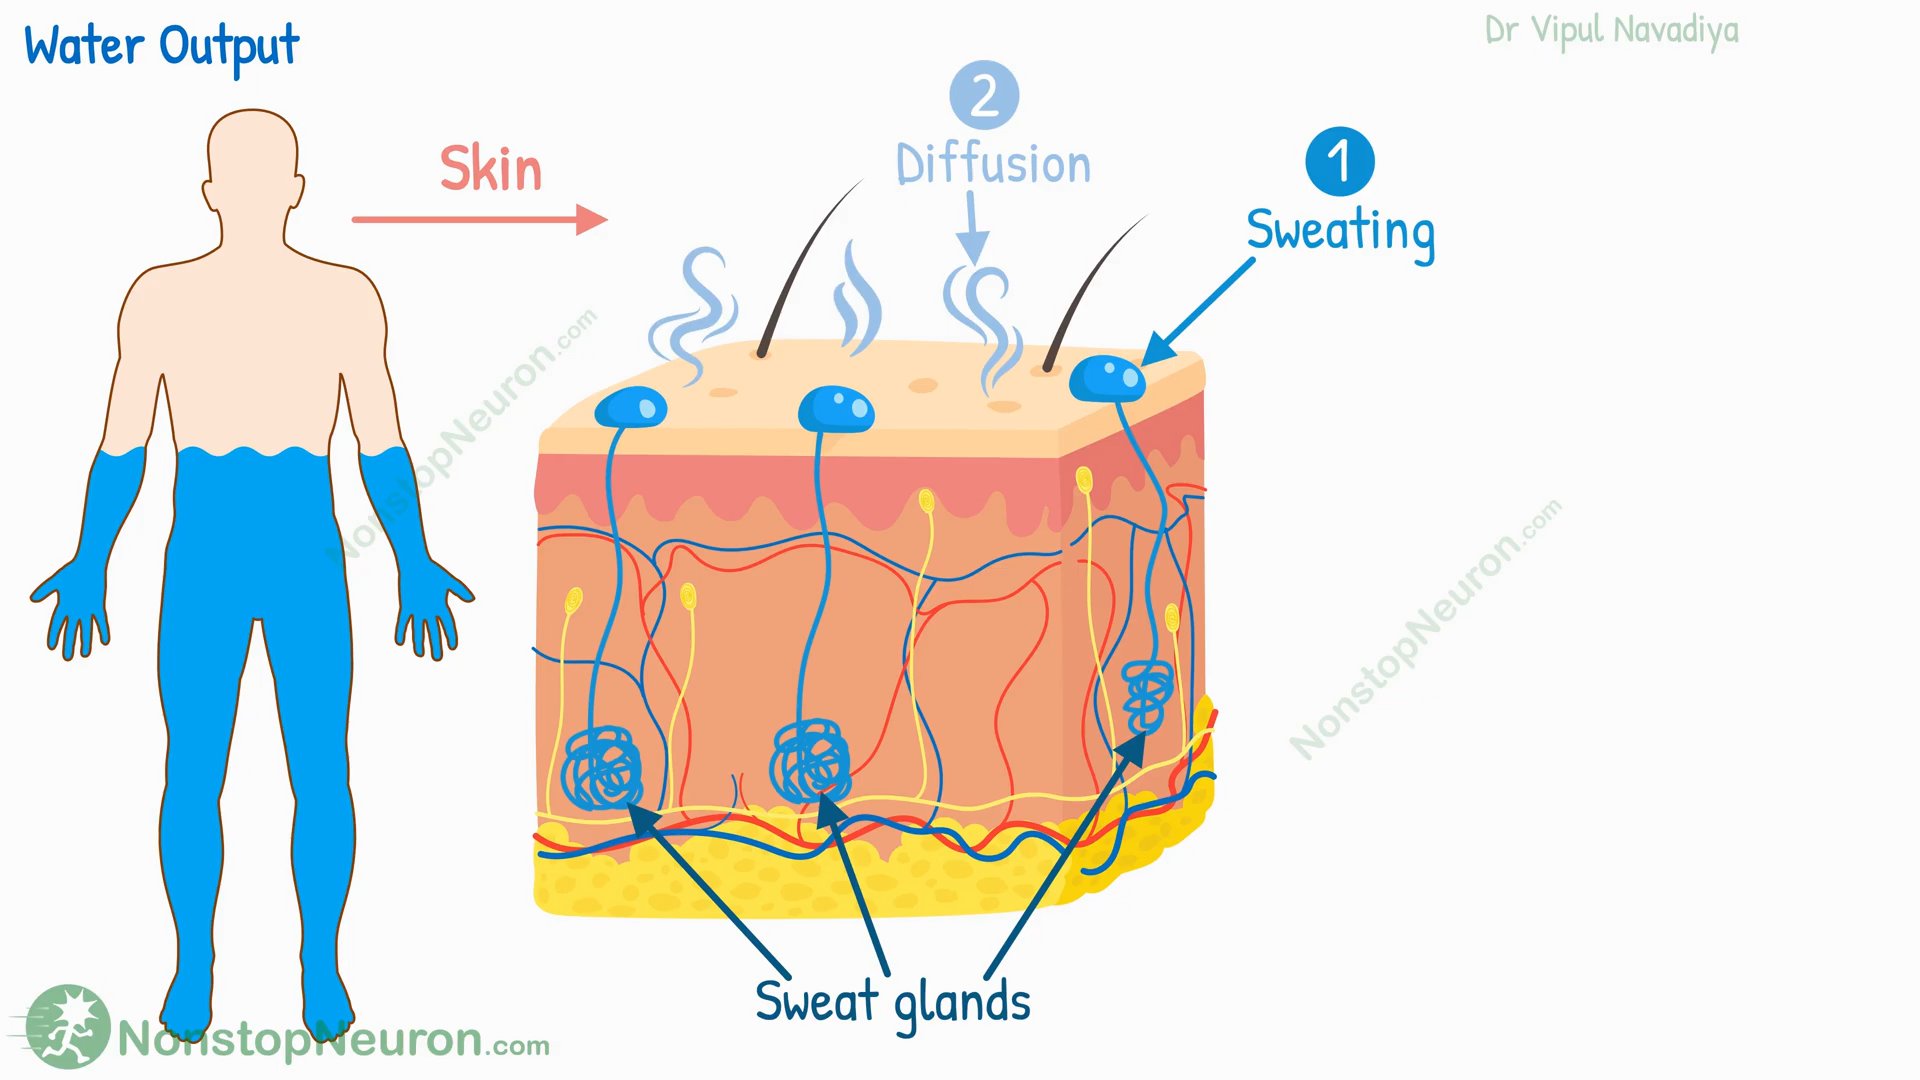 Water Output
Dr Vipul Navadiya
Skin
2
Diffusion
1
Sweating
NonstopNeuron.com
NonstopNeuron.com
Sweat glands
NonstopNeuron.com